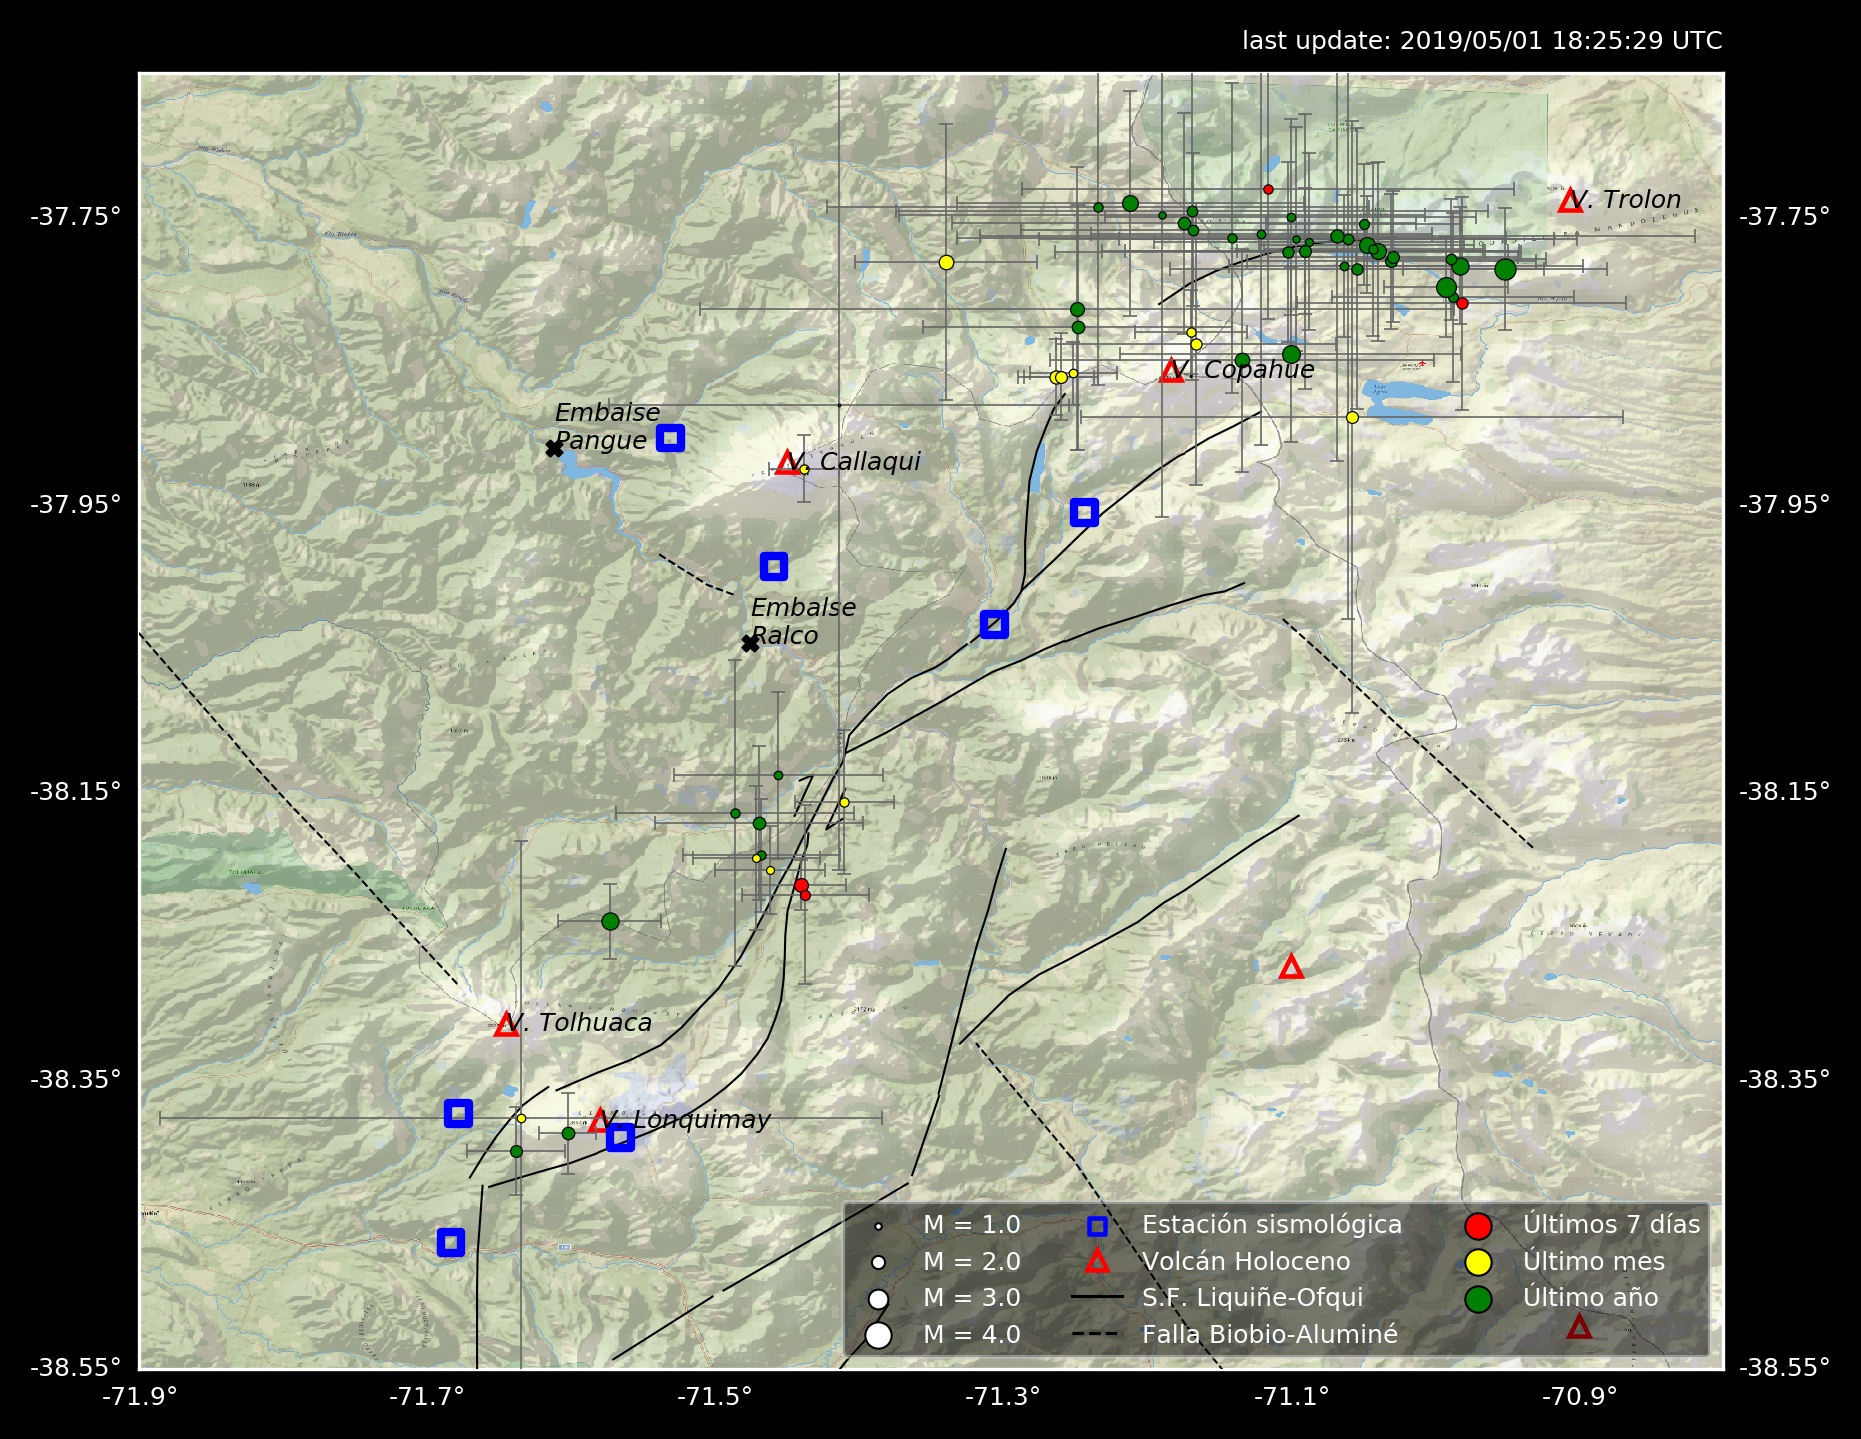 last update: 2019/05/01 18:25:29 UTC
-37.75°
-37.75°
V. Trolon
V. Copahue
Embalse
Pangue
V. Callaqui
-37.95°
-37.95°
Embalse
Ralco
-38.15°
-38.15°
TOLHUACA
V. Tolhuaca
-38.35°
-38.35°
V. Lonquimay
M = 1.0
Estación sismológica
Últimos 7 días
M = 2.0
Volcán Holoceno
Último mes
M = 3.0
S.F. Liquiñe-Ofqui
Último año
M = 4.0
Falla Biobio-Aluminé
-38.55°
-38.55°
-71.9°
-71.7°
-71.5°
-71.3°
-71.1°
-70.9°